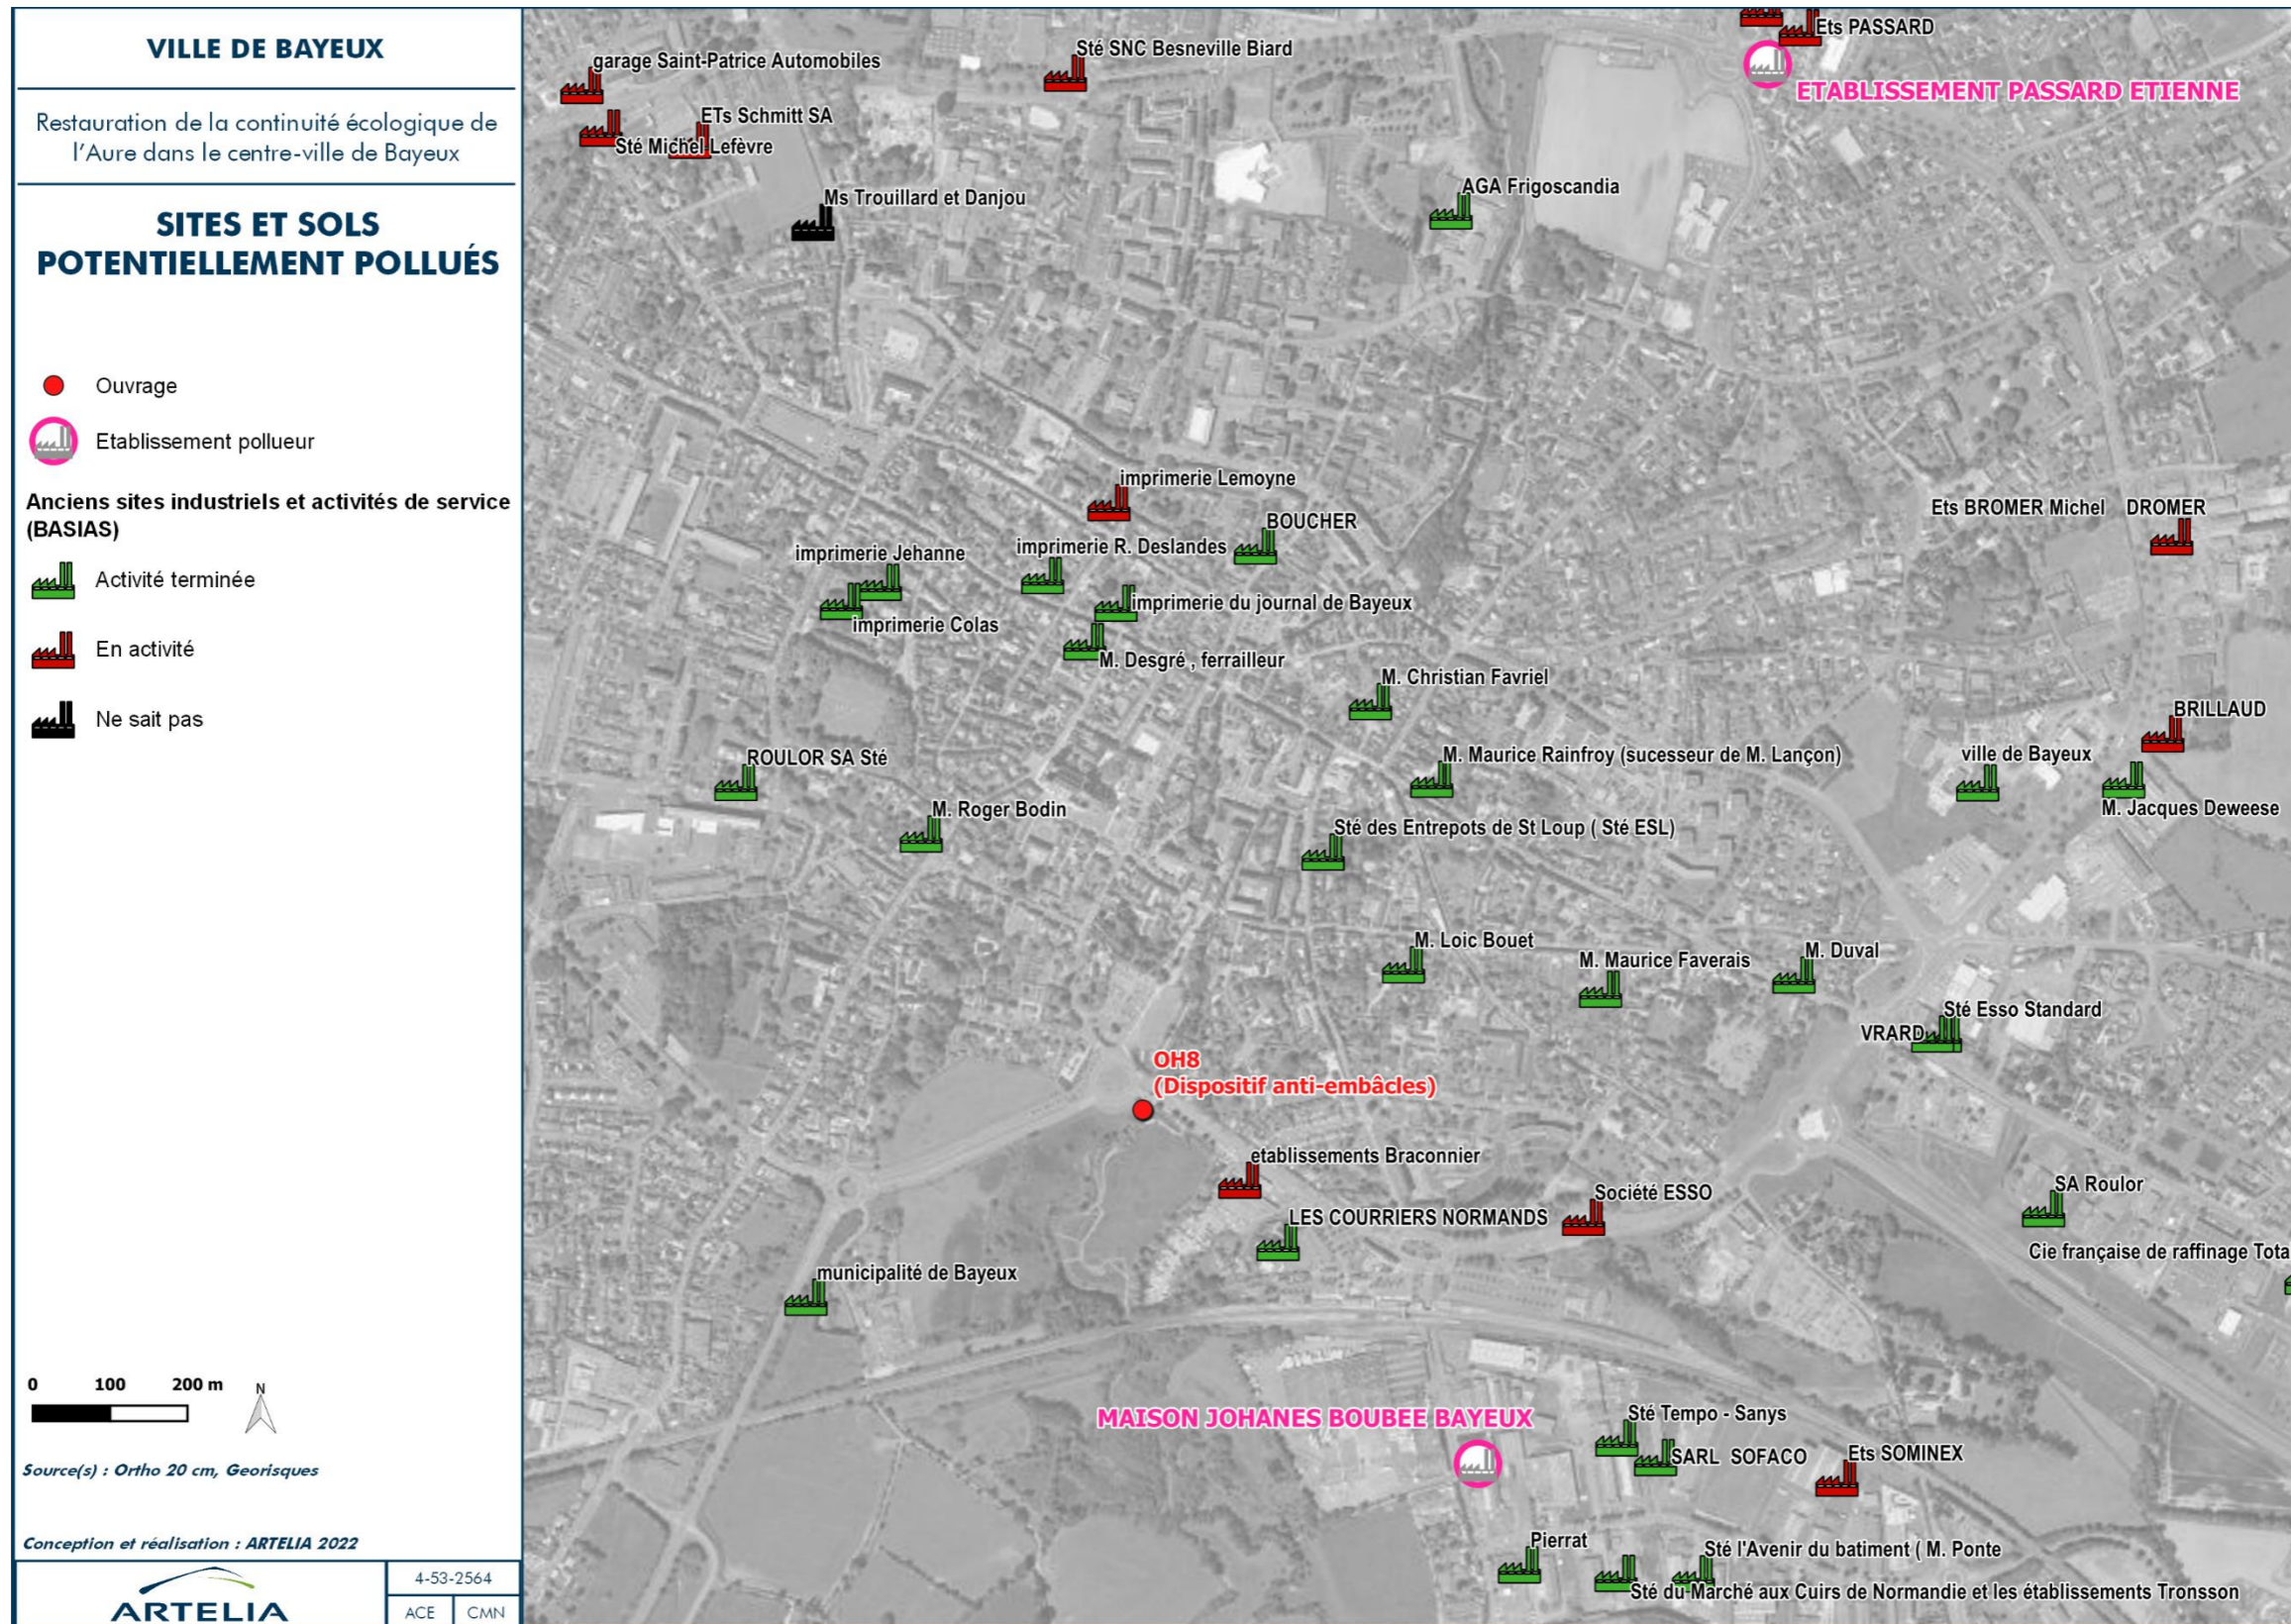 VILLE DE BAYEUX
Restauration de la continuité écologique de
l'Aure dans le centre-ville de Bayeux
SITES ET SOLS
POTENTIELLEMENT POLLUÉS
Ouvrage
Etablissement pollueur
Anciens sites industriels et activités de service
(BASIAS)
Activité terminée
En activité
Ne sait pas
0 100 200 m
N
Source(s) : Ortho 20 cm, Georisques
Conception et réalisation : ARTELIA 2022
ARTELIA
4-53-2564
ACE CMN
Ets PASSARD
ETABLISSEMENT PASSARD ETIENNE
Sté SNC Besneville Biard
garage Saint-Patrice Automobiles
ETs Schmitt SA
Sté Michel Lefèvre
Ms Trouillard et Danjou
AGA Frigoscandia
imprimerie Lemoyne
BOUCHER
Ets BROMER Michel
DROMER
imprimerie Jehanne
imprimerie R. Deslandes
imprimerie du journal de Bayeux
imprimerie Colas
M. Desgré , ferrailleur
M. Christian Favriel
BRILLAUD
ROULOR SA Sté
M. Maurice Rainfroy (sucesseur de M. Lançon)
ville de Bayeux
M. Jacques Deweese
M. Roger Bodin
Sté des Entrepots de St Loup ( Sté ESL)
M. Loic Bouet
M. Maurice Faverais
M. Duval
Sté Esso Standard
VRARD
OH8
(Dispositif anti-embâcles)
etablissements Braconnier
Société ESSO
SA Roulor
LES COURRIERS NORMANDS
Cie française de raffinage Tota
municipalité de Bayeux
MAISON JOHANES BOUBEE BAYEUX
Sté Tempo - Sanys
SARL SOFACO
Ets SOMINEX
Pierrat
Sté l'Avenir du batiment ( M. Ponte
Sté du Marché aux Cuirs de Normandie et les établissements Tronsson